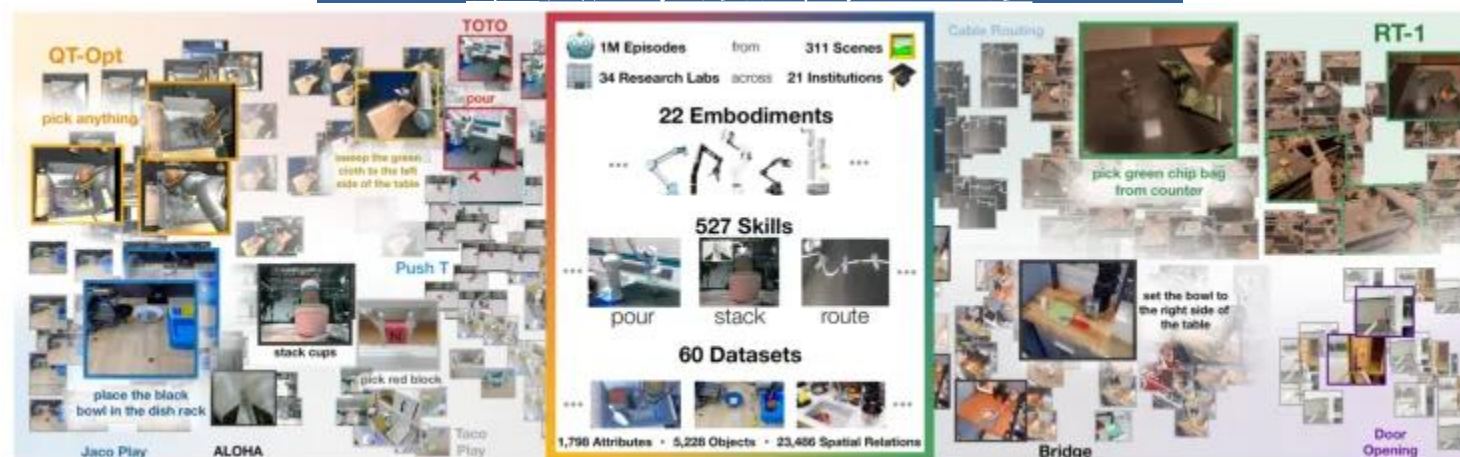 QT-Opt
pick anything
sweep the green
cloth to the left
side of the table
TOTO
pour
Push T
stack cups
pick red block
place the black
bowl in the dish rack
Jaco Play
ALOHA
Taco
Play
1M Episodes from 311 Scenes
34 Research Labs across 21 Institutions
22 Embodiments
527 Skills
pour stack route
60 Datasets
1,798 Attributes • 5,228 Objects • 23,486 Spatial Relations
Cable Routing
RT-1
pick green chip bag
from counter
set the bowl to
the right side of
the table
Bridge
Door
Opening